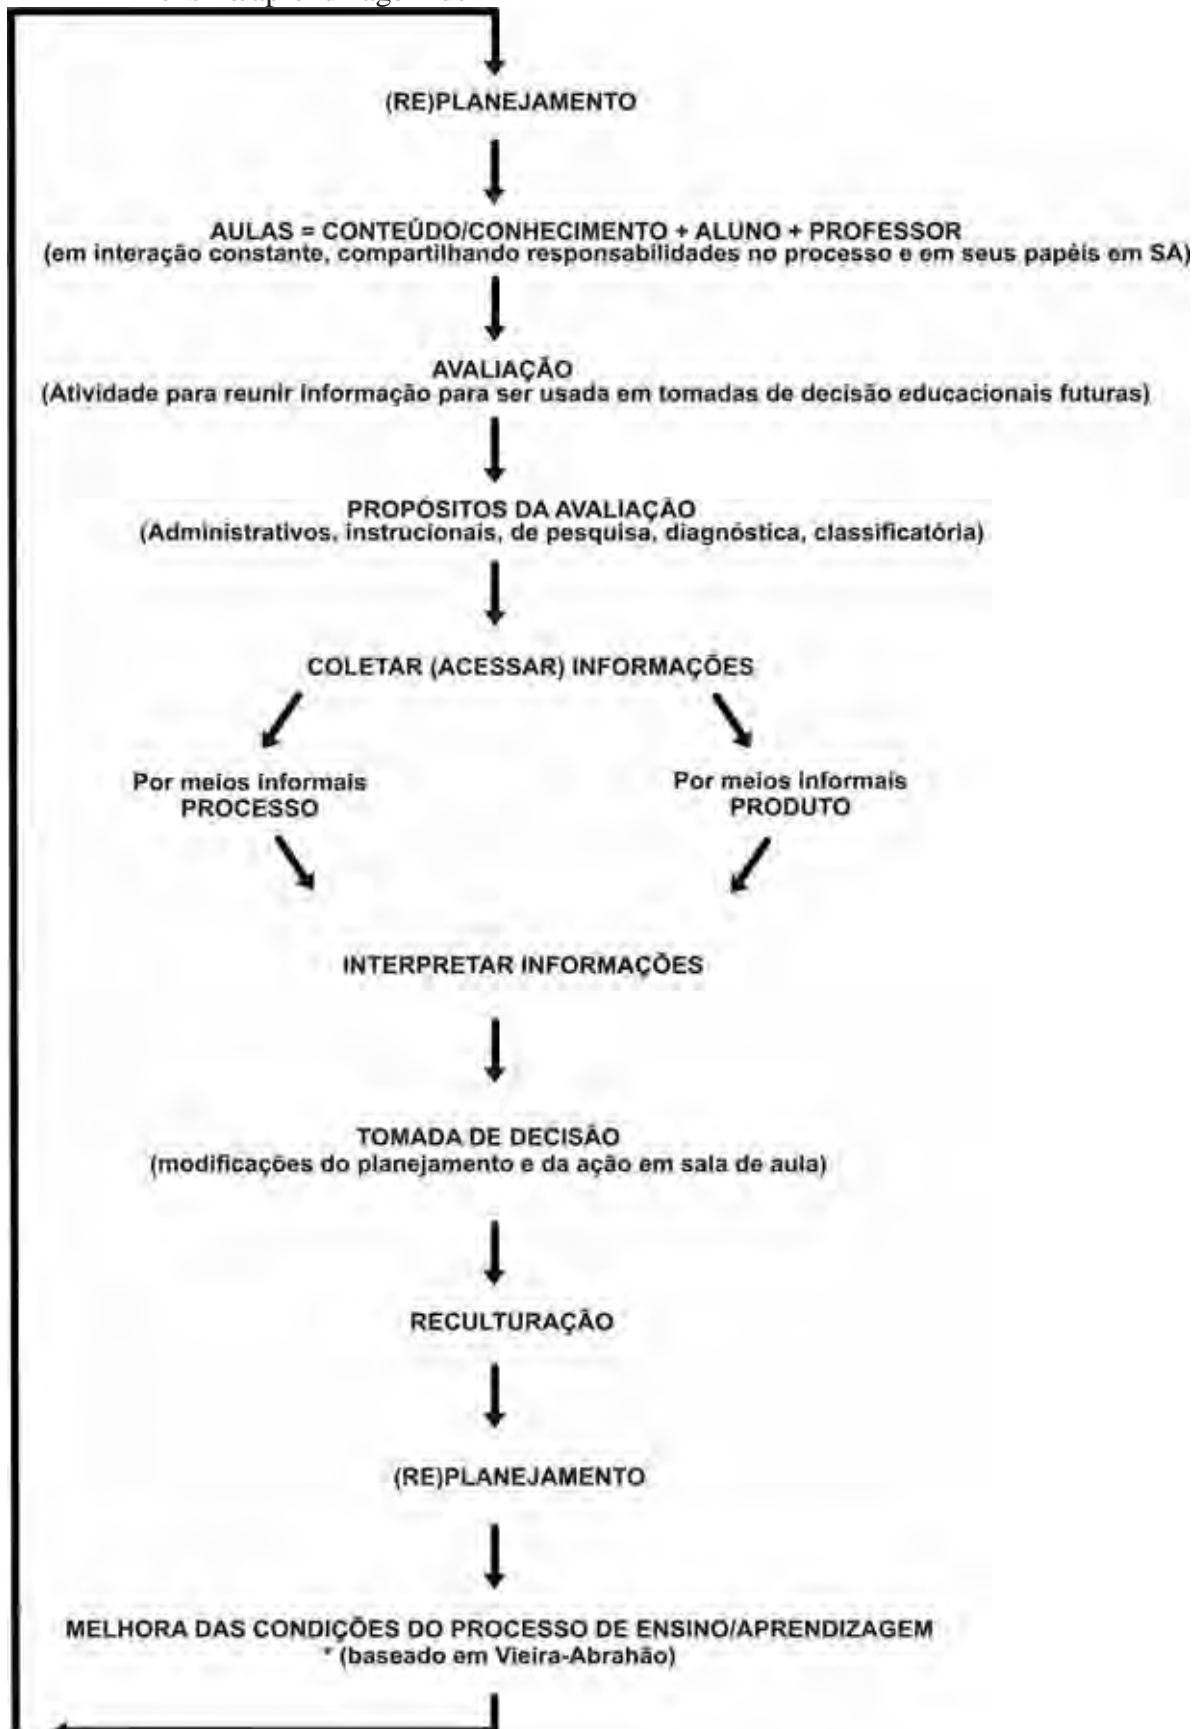 (RE)PLANEJAMENTO
AULAS = CONTEÚDO/CONHECIMENTO + ALUNO + PROFESSOR
(em interação constante, compartilhando responsabilidades no processo e em seus papéis em SA)
AVALIAÇÃO
(Atividade para reunir informação para ser usada em tomadas de decisão educacionais futuras)
PROPÓSITOS DA AVALIAÇÃO
(Administrativos, instrucionais, de pesquisa, diagnóstica, classificatória)
COLETAR (ACESSAR) INFORMAÇÕES
Por meios informais
PROCESSO
Por meios informais
PRODUTO
INTERPRETAR INFORMAÇÕES
TOMADA DE DECISÃO
(modificações do planejamento e da ação em sala de aula)
RECULTURAÇÃO
(RE)PLANEJAMENTO
MELHORA DAS CONDIÇÕES DO PROCESSO DE ENSINO/APRENDIZAGEM
* (baseado em Vieira-Abrahão)